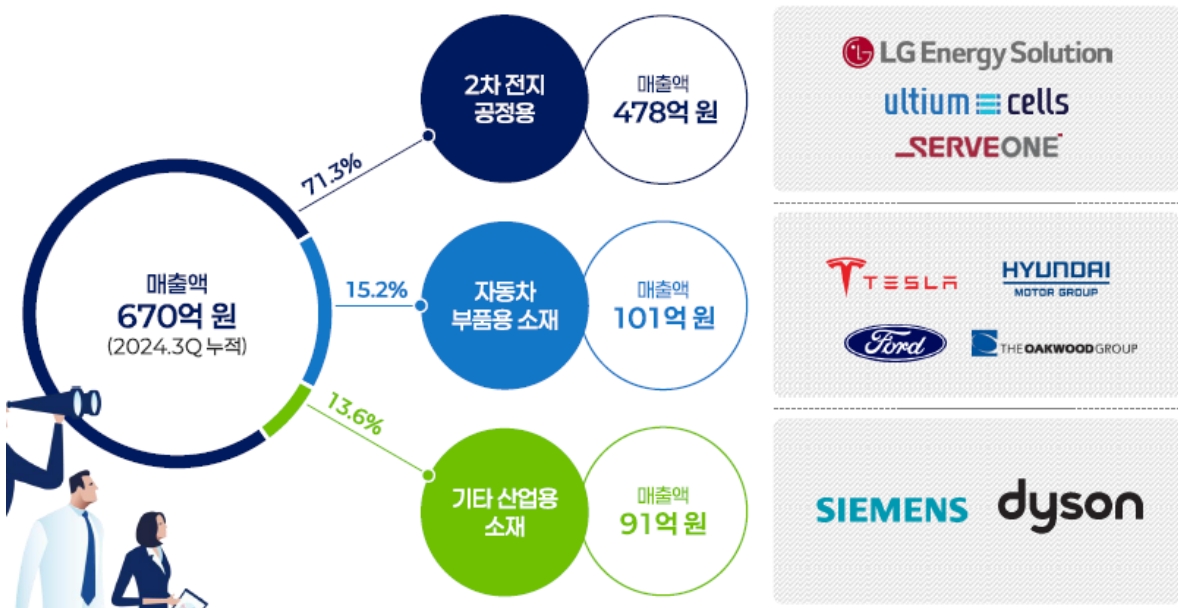 매출액
670억 원
(2024.3Q 누적)
71.3%
2차 전지
공정용
매출액
478억 원
LG Energy Solution
ultium cells
SERVEONE
15.2%
자동차
부품용 소재
매출액
101억 원
TESLA
HYUNDAI
MOTOR GROUP
Ford
THE OAKWOOD GROUP
13.6%
기타 산업용
소재
매출액
91억 원
SIEMENS
dyson